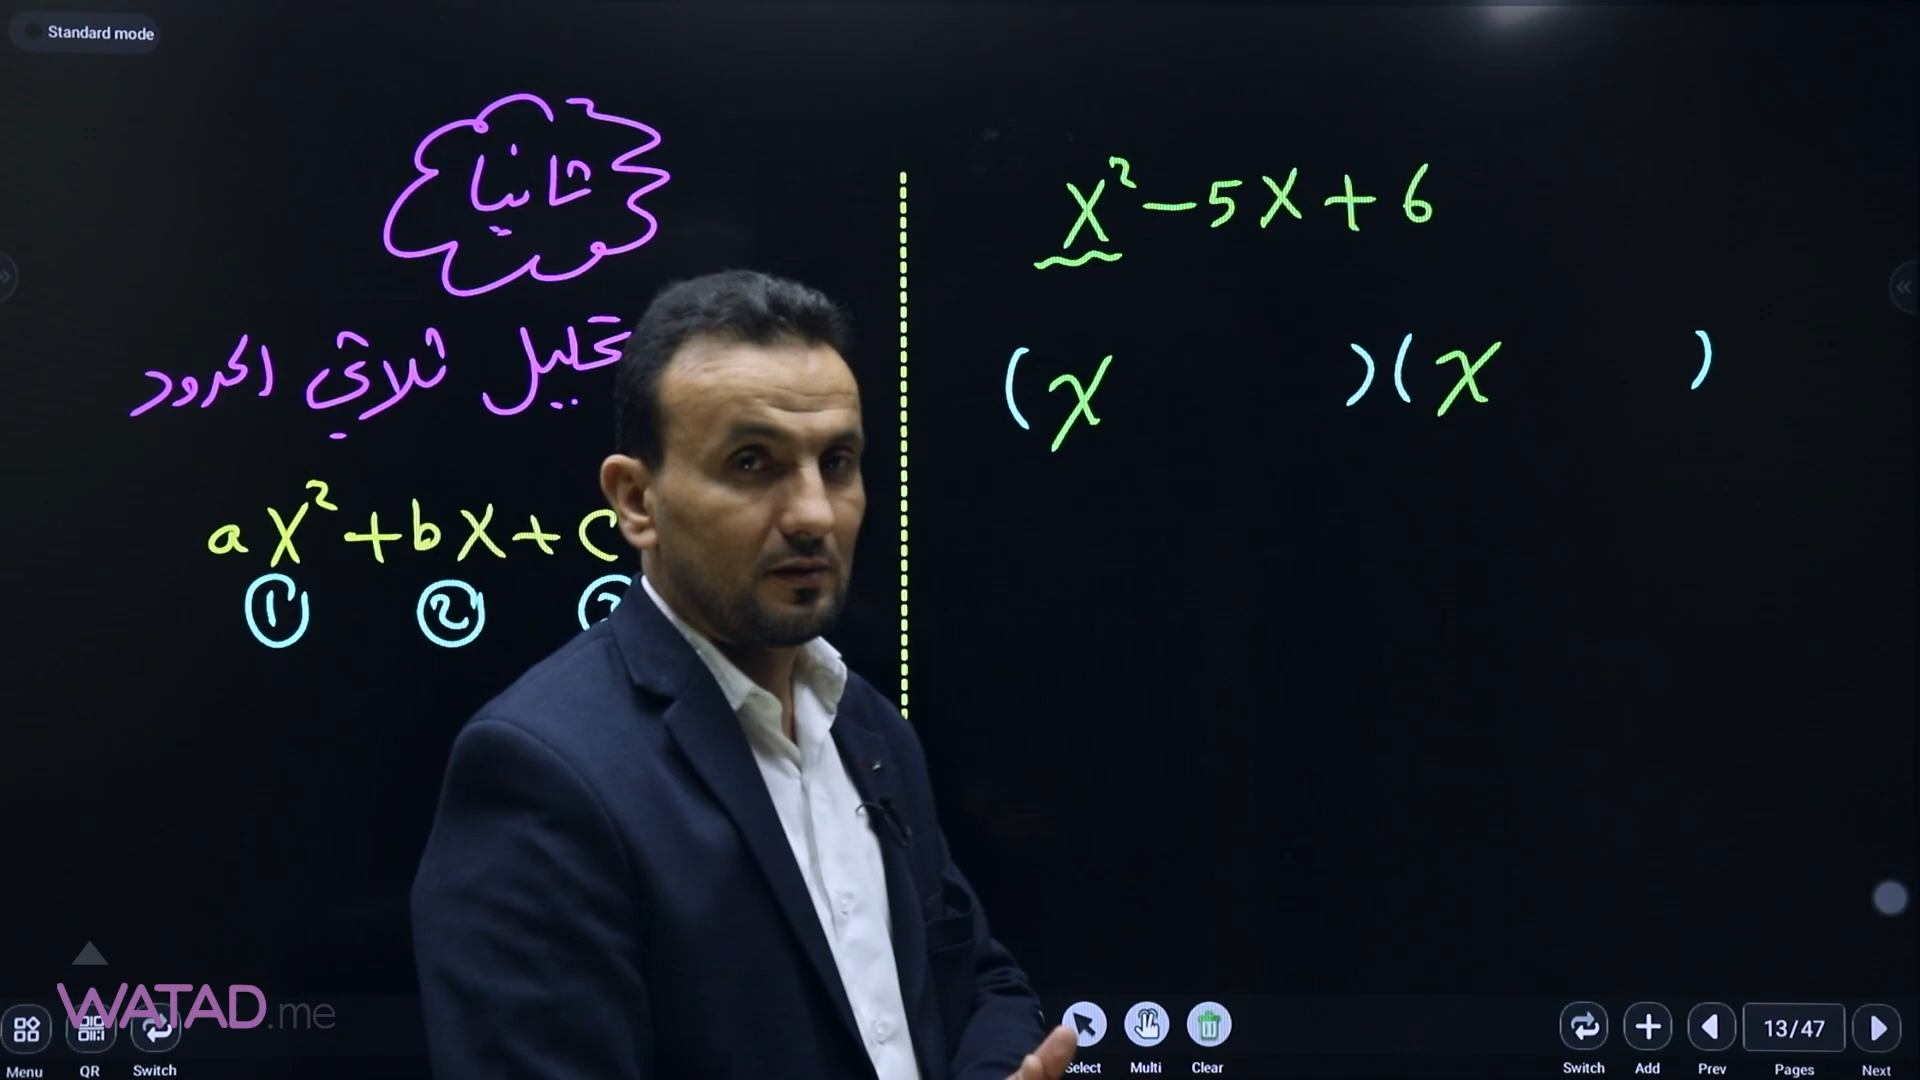 Standard mode
ثانيا
تحليل ثلاثي الحدود
ax² + bx + c
① ②
x² - 5x + 6
(x )(x )
WATAD.me
Menu QR Switch
Select Multi Clear
Switch Add Prev 13/47 Pages Next